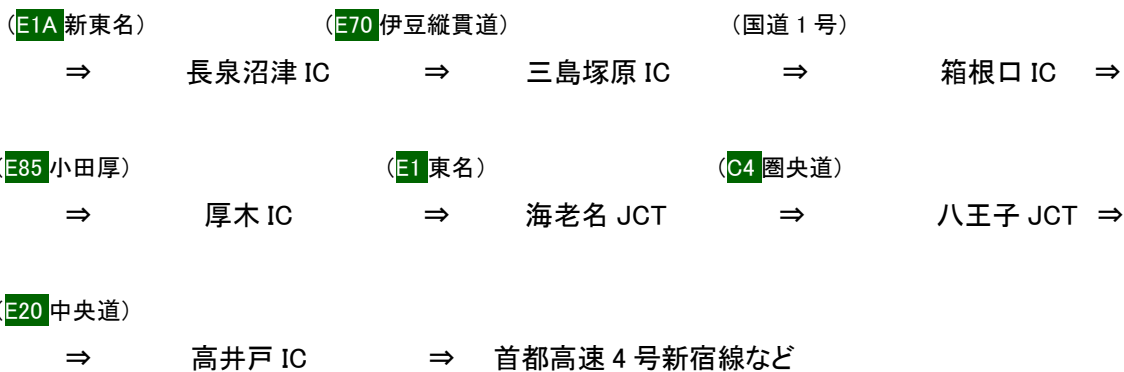 （E1A 新東名） （E70 伊豆縦貫道） （国道 1 号）
⇒ 長泉沼津 IC ⇒ 三島塚原 IC ⇒ 箱根口 IC ⇒
（E85 小田厚） （E1 東名） （C4 圏央道）
⇒ 厚木 IC ⇒ 海老名 JCT ⇒ 八王子 JCT ⇒
（E20 中央道）
⇒ 高井戸 IC ⇒ 首都高速 4 号新宿線など